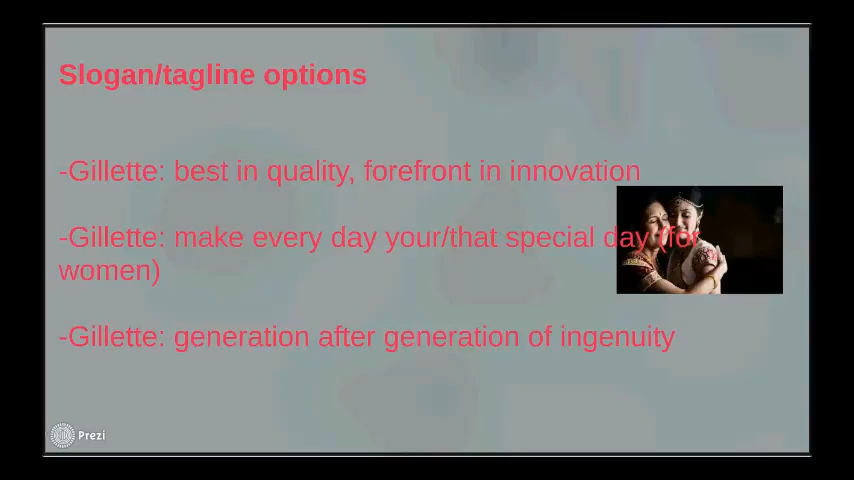 Slogan/tagline options
-Gillette: best in quality, forefront in innovation
-Gillette: make every day your/that special day (for
women)
-Gillette: generation after generation of ingenuity
Prezi